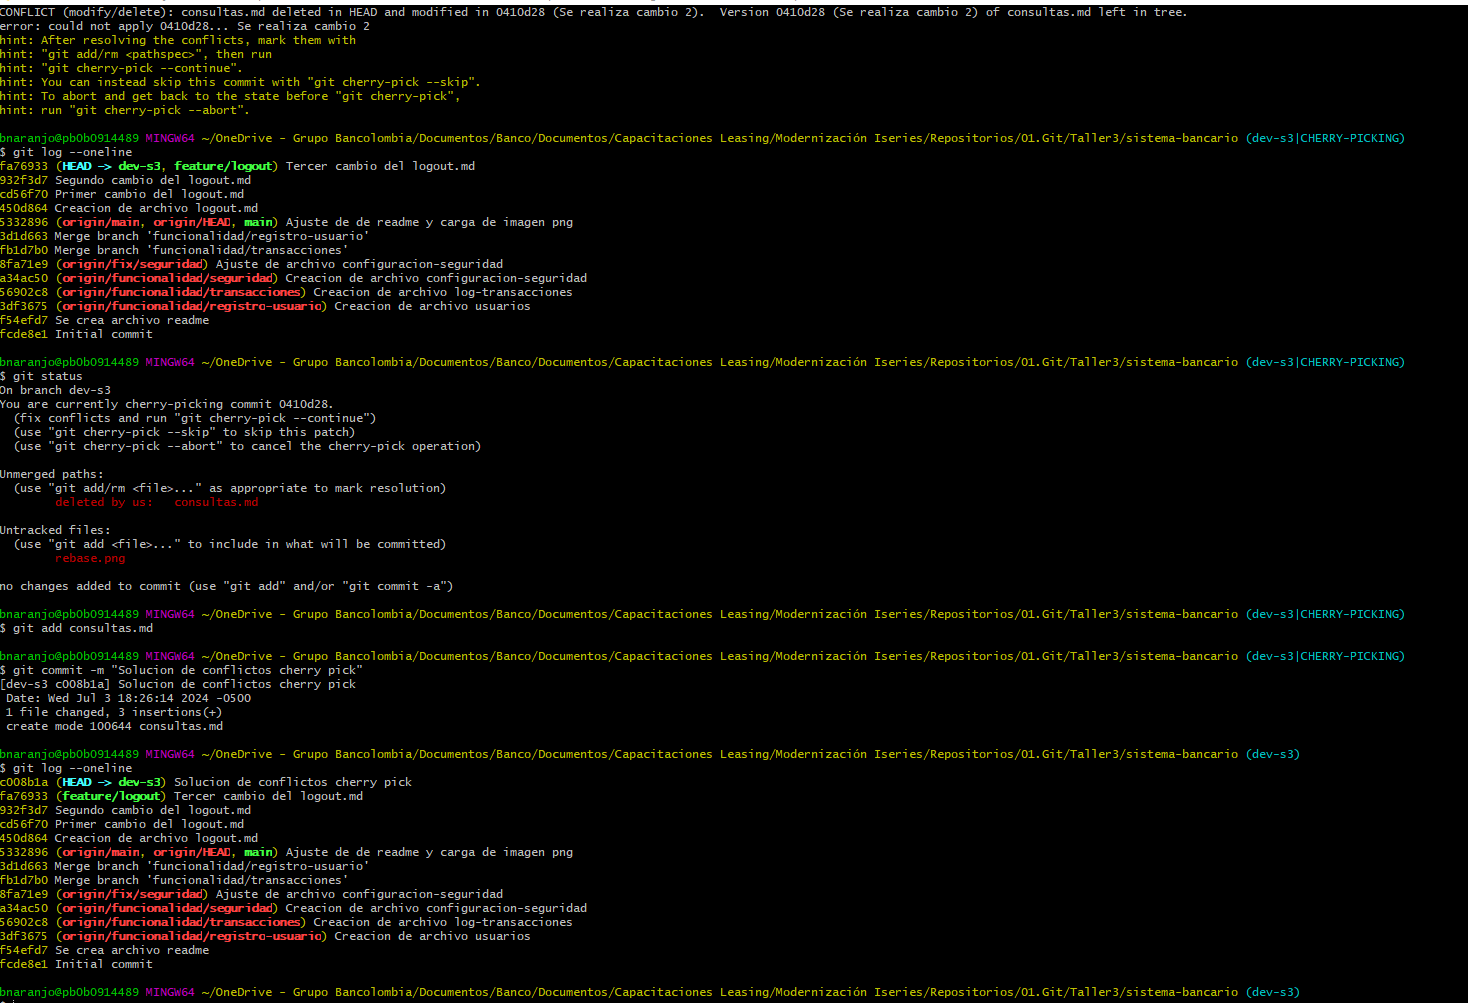 CONFLICT (modify/delete): consultas.md deleted in HEAD and modified in 0410d28 (Se realiza cambio 2).  Version 0410d28 (Se realiza cambio 2) of consultas.md left in tree.
error: could not apply 0410d28... Se realiza cambio 2
hint: After resolving the conflicts, mark them with
hint: "git add/rm <pathspec>", then run
hint: "git cherry-pick --continue".
hint: You can instead skip this commit with "git cherry-pick --skip".
hint: To abort and get back to the state before "git cherry-pick",
hint: run "git cherry-pick --abort".
bnaranjo@pb0b0914489 MINGW64 ~/OneDrive - Grupo Bancolombia/Documentos/Banco/Documentos/Capacitaciones Leasing/Modernización Iseries/Repositorios/01.Git/Taller3/sistema-bancario (dev-s3|CHERRY-PICKING)
$ git log --oneline
fa76933 (HEAD -> dev-s3, feature/logout) Tercer cambio del logout.md
932f3d7 Segundo cambio del logout.md
cd56f70 Primer cambio del logout.md
450d864 Creacion de archivo logout.md
5332896 (origin/main, origin/HEAD, main) Ajuste de de readme y carga de imagen png
3d1d663 Merge branch 'funcionalidad/registro-usuario'
fb1d7b0 Merge branch 'funcionalidad/transacciones'
8fa71e9 (origin/fix/seguridad) Ajuste de archivo configuracion-seguridad
a34ac50 (origin/funcionalidad/seguridad) Creacion de archivo configuracion-seguridad
56902c8 (origin/funcionalidad/transacciones) Creacion de archivo log-transacciones
3df3675 (origin/funcionalidad/registro-usuario) Creacion de archivo usuarios
f54efd7 Se crea archivo readme
fcde8e1 Initial commit
bnaranjo@pb0b0914489 MINGW64 ~/OneDrive - Grupo Bancolombia/Documentos/Banco/Documentos/Capacitaciones Leasing/Modernización Iseries/Repositorios/01.Git/Taller3/sistema-bancario (dev-s3|CHERRY-PICKING)
$ git status
On branch dev-s3
You are currently cherry-picking commit 0410d28.
  (fix conflicts and run "git cherry-pick --continue")
  (use "git cherry-pick --skip" to skip this patch)
  (use "git cherry-pick --abort" to cancel the cherry-pick operation)
Unmerged paths:
  (use "git add/rm <file>..." as appropriate to mark resolution)
        deleted by us:   consultas.md
Untracked files:
  (use "git add <file>..." to include in what will be committed)
        rebase.png
no changes added to commit (use "git add" and/or "git commit -a")
bnaranjo@pb0b0914489 MINGW64 ~/OneDrive - Grupo Bancolombia/Documentos/Banco/Documentos/Capacitaciones Leasing/Modernización Iseries/Repositorios/01.Git/Taller3/sistema-bancario (dev-s3|CHERRY-PICKING)
$ git add consultas.md
bnaranjo@pb0b0914489 MINGW64 ~/OneDrive - Grupo Bancolombia/Documentos/Banco/Documentos/Capacitaciones Leasing/Modernización Iseries/Repositorios/01.Git/Taller3/sistema-bancario (dev-s3|CHERRY-PICKING)
$ git commit -m "Solucion de conflictos cherry pick"
[dev-s3 c008b1a] Solucion de conflictos cherry pick
 Date: Wed Jul 3 18:26:14 2024 -0500
 1 file changed, 3 insertions(+)
 create mode 100644 consultas.md
bnaranjo@pb0b0914489 MINGW64 ~/OneDrive - Grupo Bancolombia/Documentos/Banco/Documentos/Capacitaciones Leasing/Modernización Iseries/Repositorios/01.Git/Taller3/sistema-bancario (dev-s3)
$ git log --oneline
c008b1a (HEAD -> dev-s3) Solucion de conflictos cherry pick
fa76933 (feature/logout) Tercer cambio del logout.md
932f3d7 Segundo cambio del logout.md
cd56f70 Primer cambio del logout.md
450d864 Creacion de archivo logout.md
5332896 (origin/main, origin/HEAD, main) Ajuste de de readme y carga de imagen png
3d1d663 Merge branch 'funcionalidad/registro-usuario'
fb1d7b0 Merge branch 'funcionalidad/transacciones'
8fa71e9 (origin/fix/seguridad) Ajuste de archivo configuracion-seguridad
a34ac50 (origin/funcionalidad/seguridad) Creacion de archivo configuracion-seguridad
56902c8 (origin/funcionalidad/transacciones) Creacion de archivo log-transacciones
3df3675 (origin/funcionalidad/registro-usuario) Creacion de archivo usuarios
f54efd7 Se crea archivo readme
fcde8e1 Initial commit
bnaranjo@pb0b0914489 MINGW64 ~/OneDrive - Grupo Bancolombia/Documentos/Banco/Documentos/Capacitaciones Leasing/Modernización Iseries/Repositorios/01.Git/Taller3/sistema-bancario (dev-s3)